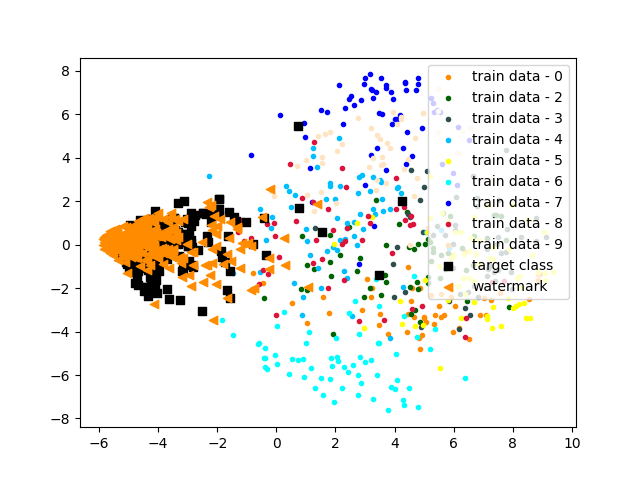 8
6
4
2
0
−2
−4
−6
−8
−6
−4
−2
0
2
4
6
8
10
train data - 0
train data - 2
train data - 3
train data - 4
train data - 5
train data - 6
train data - 7
train data - 8
train data - 9
target class
watermark